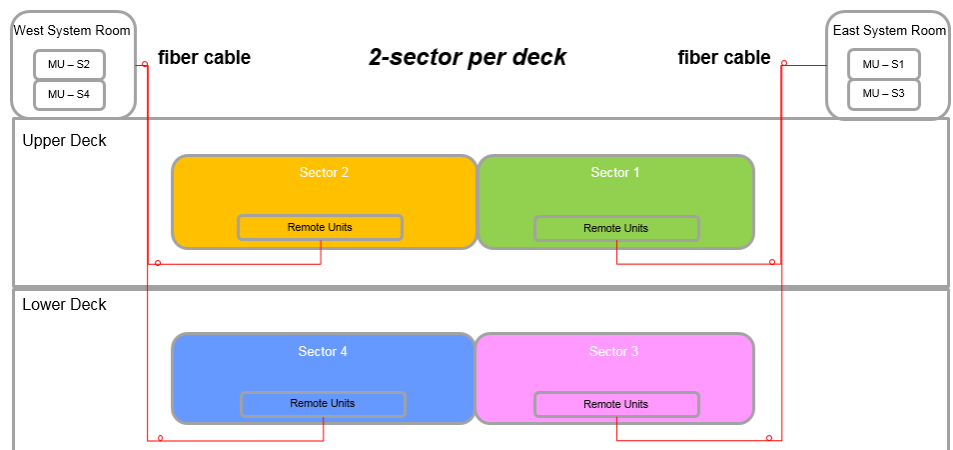 West System Room
MU – S2
MU – S4
fiber cable
2-sector per deck
fiber cable
East System Room
MU – S1
MU – S3
Upper Deck
Sector 2
Remote Units
Sector 1
Remote Units
Lower Deck
Sector 4
Remote Units
Sector 3
Remote Units